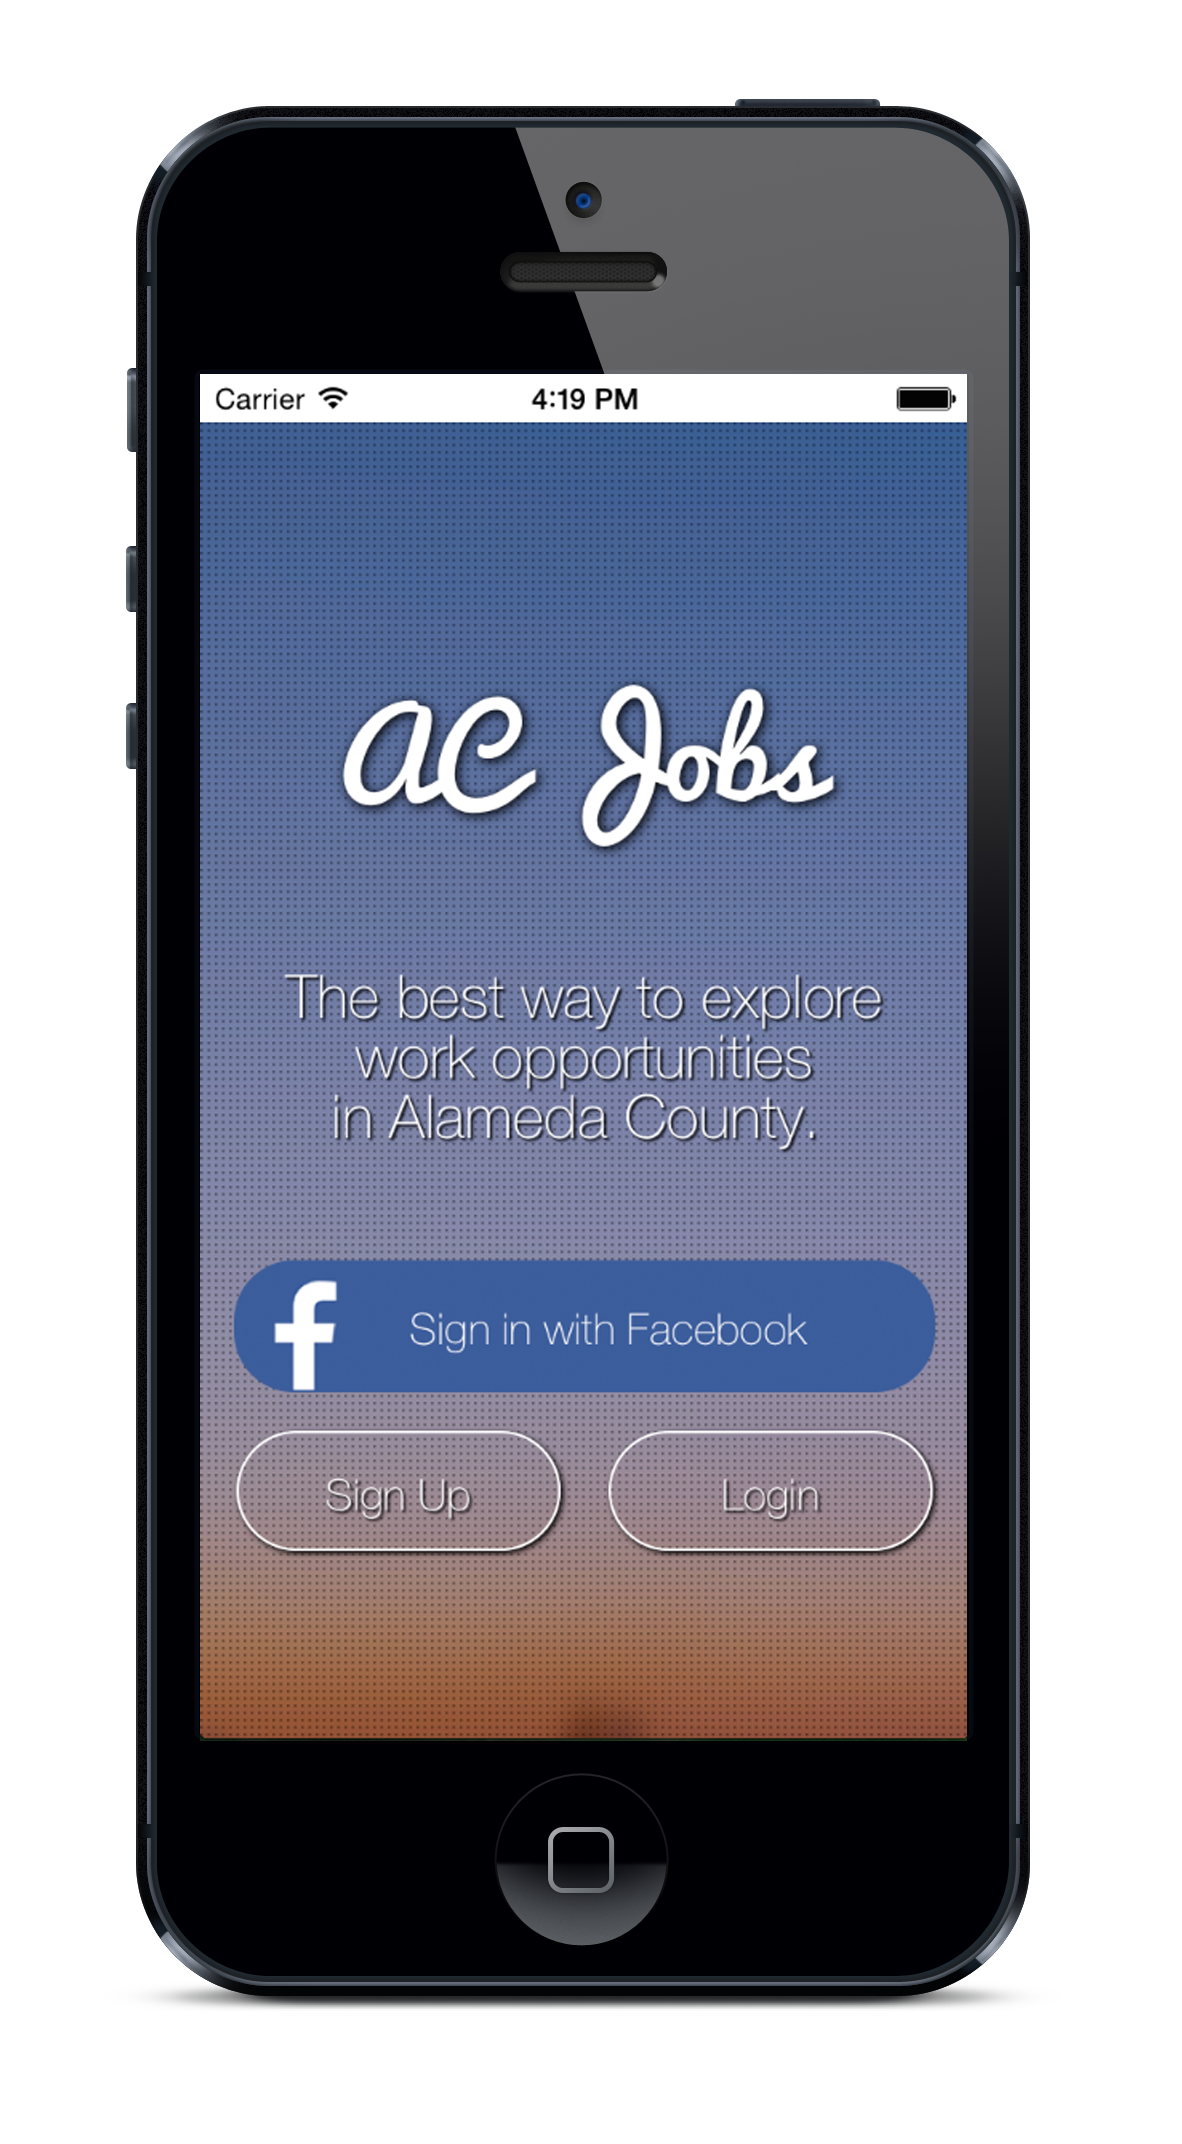 Carrier 4:19 PM
AC Jobs
The best way to explore
work opportunities
in Alameda County.
f Sign in with Facebook
Sign Up Login